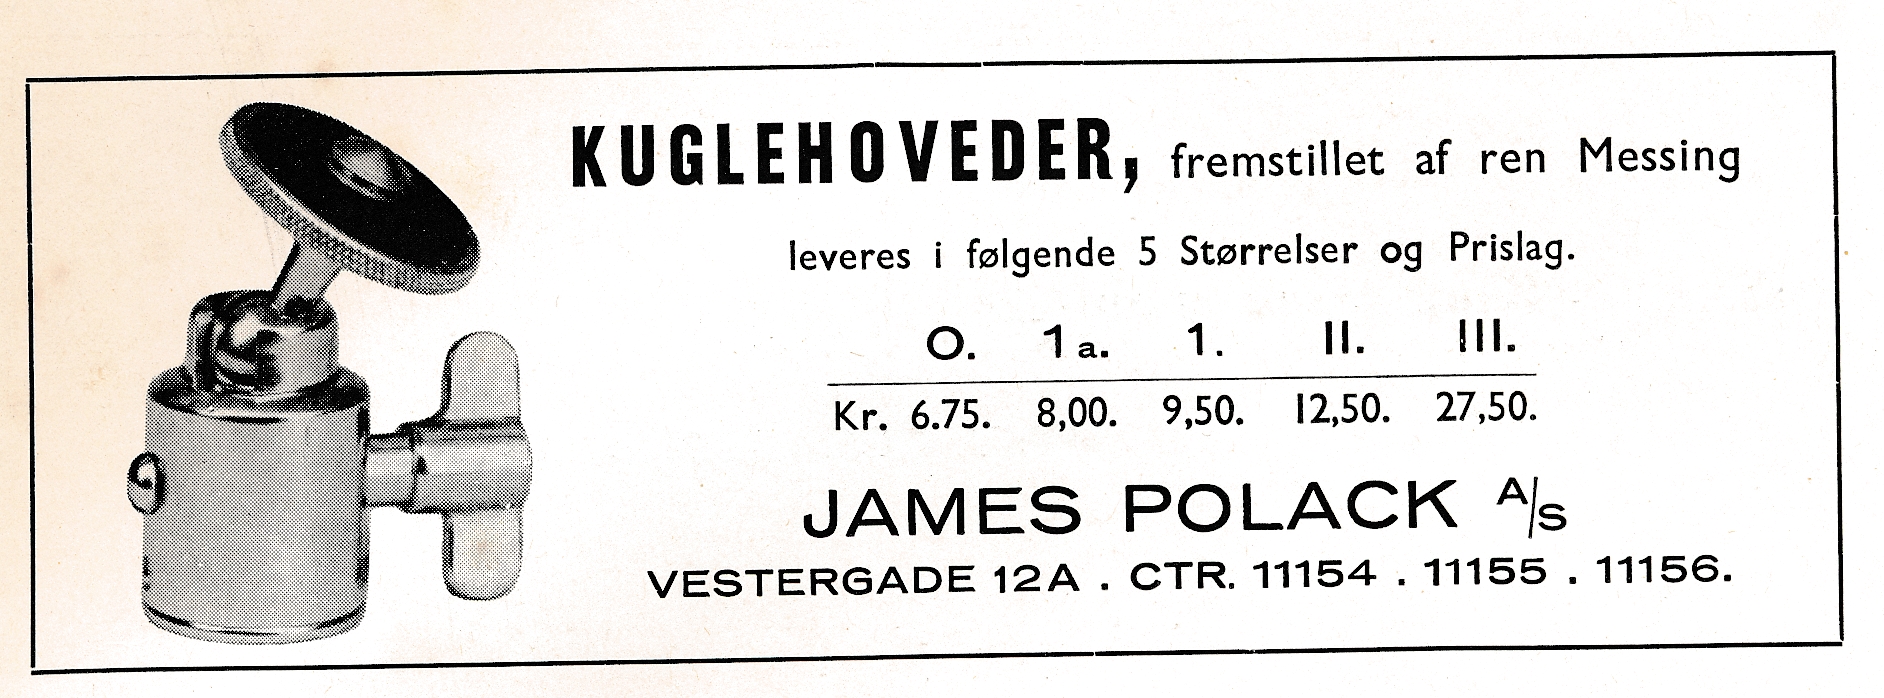 KUGLEHOVEDER, fremstillet af ren Messing
leveres i følgende 5 Størrelser og Prislag.
O. 1a. 1. II. III.
Kr. 6.75. 8,00. 9,50. 12,50. 27,50.
JAMES POLACK A/S
VESTERGADE 12A . CTR. 11154 . 11155 . 11156.